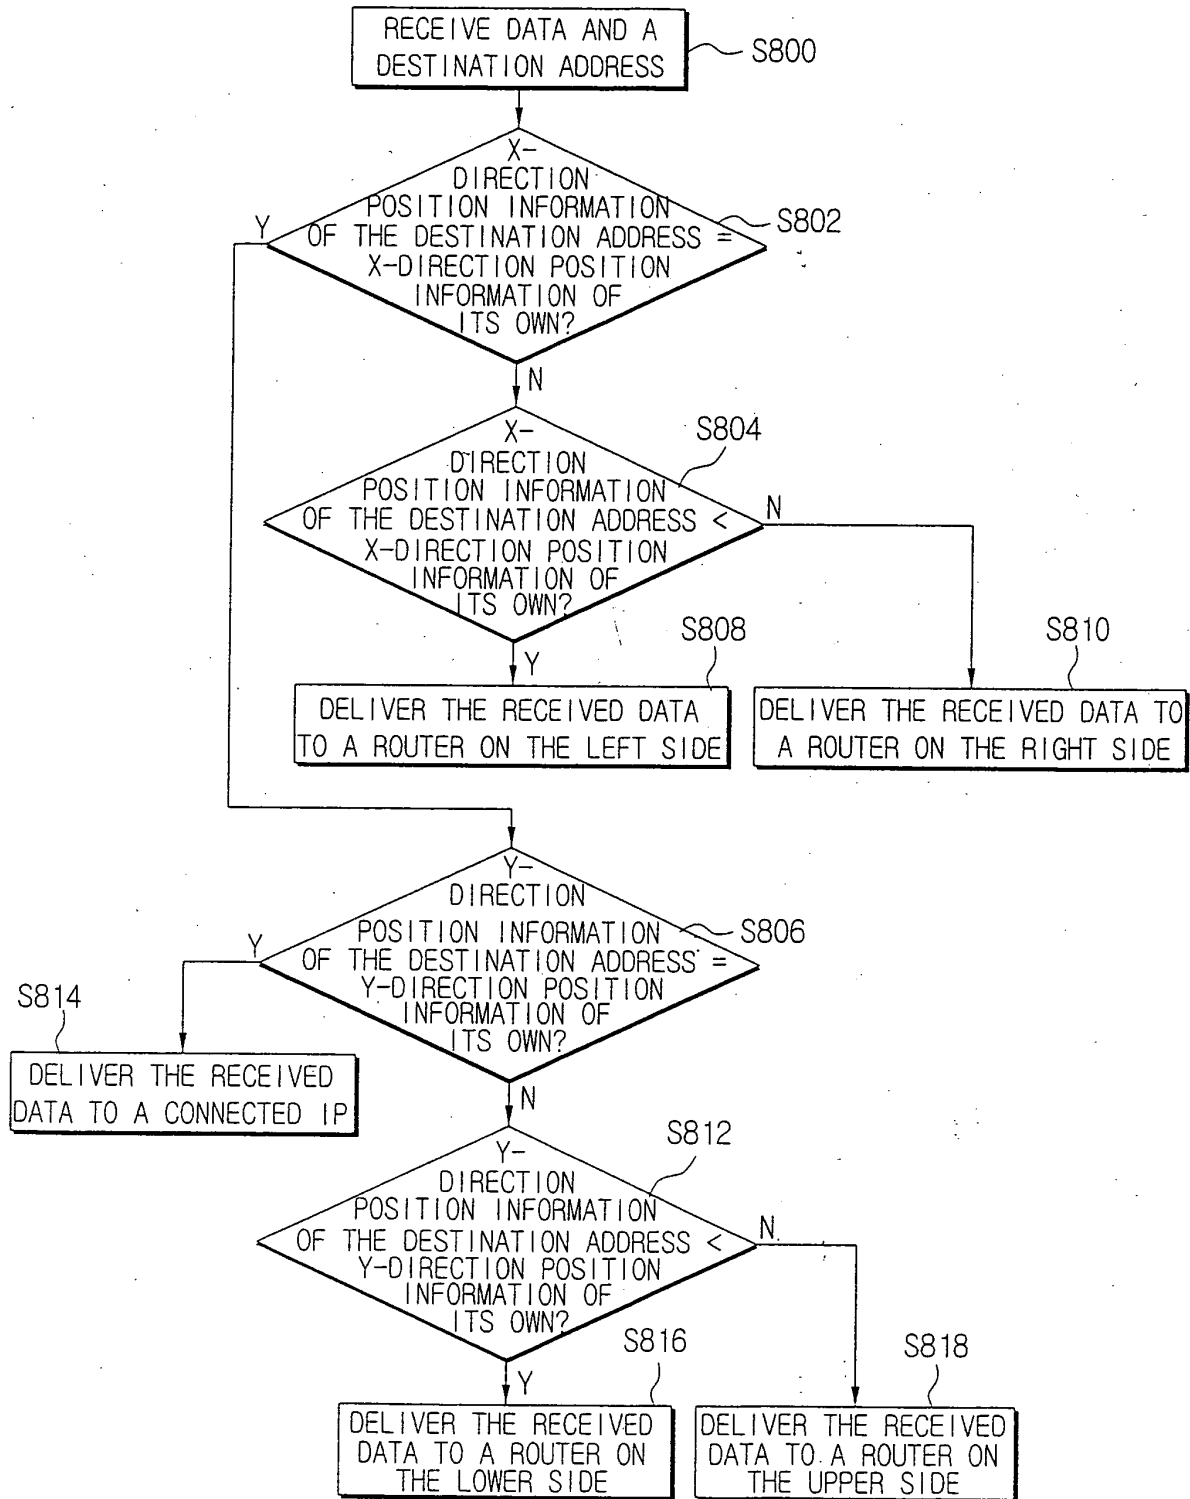 RECEIVE DATA AND A
DESTINATION ADDRESS
S800
X-
DIRECTION
POSITION INFORMATION
OF THE DESTINATION ADDRESS =
X-DIRECTION POSITION
INFORMATION OF
ITS OWN?
S802
Y
N
X-
DIRECTION
POSITION INFORMATION
OF THE DESTINATION ADDRESS <
X-DIRECTION POSITION
INFORMATION OF
ITS OWN?
S804
N
Y
S808
DELIVER THE RECEIVED DATA
TO A ROUTER ON THE LEFT SIDE
S810
DELIVER THE RECEIVED DATA TO
A ROUTER ON THE RIGHT SIDE
Y-
DIRECTION
POSITION INFORMATION
OF THE DESTINATION ADDRESS =
Y-DIRECTION POSITION
INFORMATION OF
ITS OWN?
S806
Y
S814
DELIVER THE RECEIVED
DATA TO A CONNECTED IP
N
Y-
DIRECTION
POSITION INFORMATION
OF THE DESTINATION ADDRESS <
Y-DIRECTION POSITION
INFORMATION OF
ITS OWN?
S812
N
Y
S816
DELIVER THE RECEIVED
DATA TO A ROUTER ON
THE LOWER SIDE
S818
DELIVER THE RECEIVED
DATA TO A ROUTER ON
THE UPPER SIDE